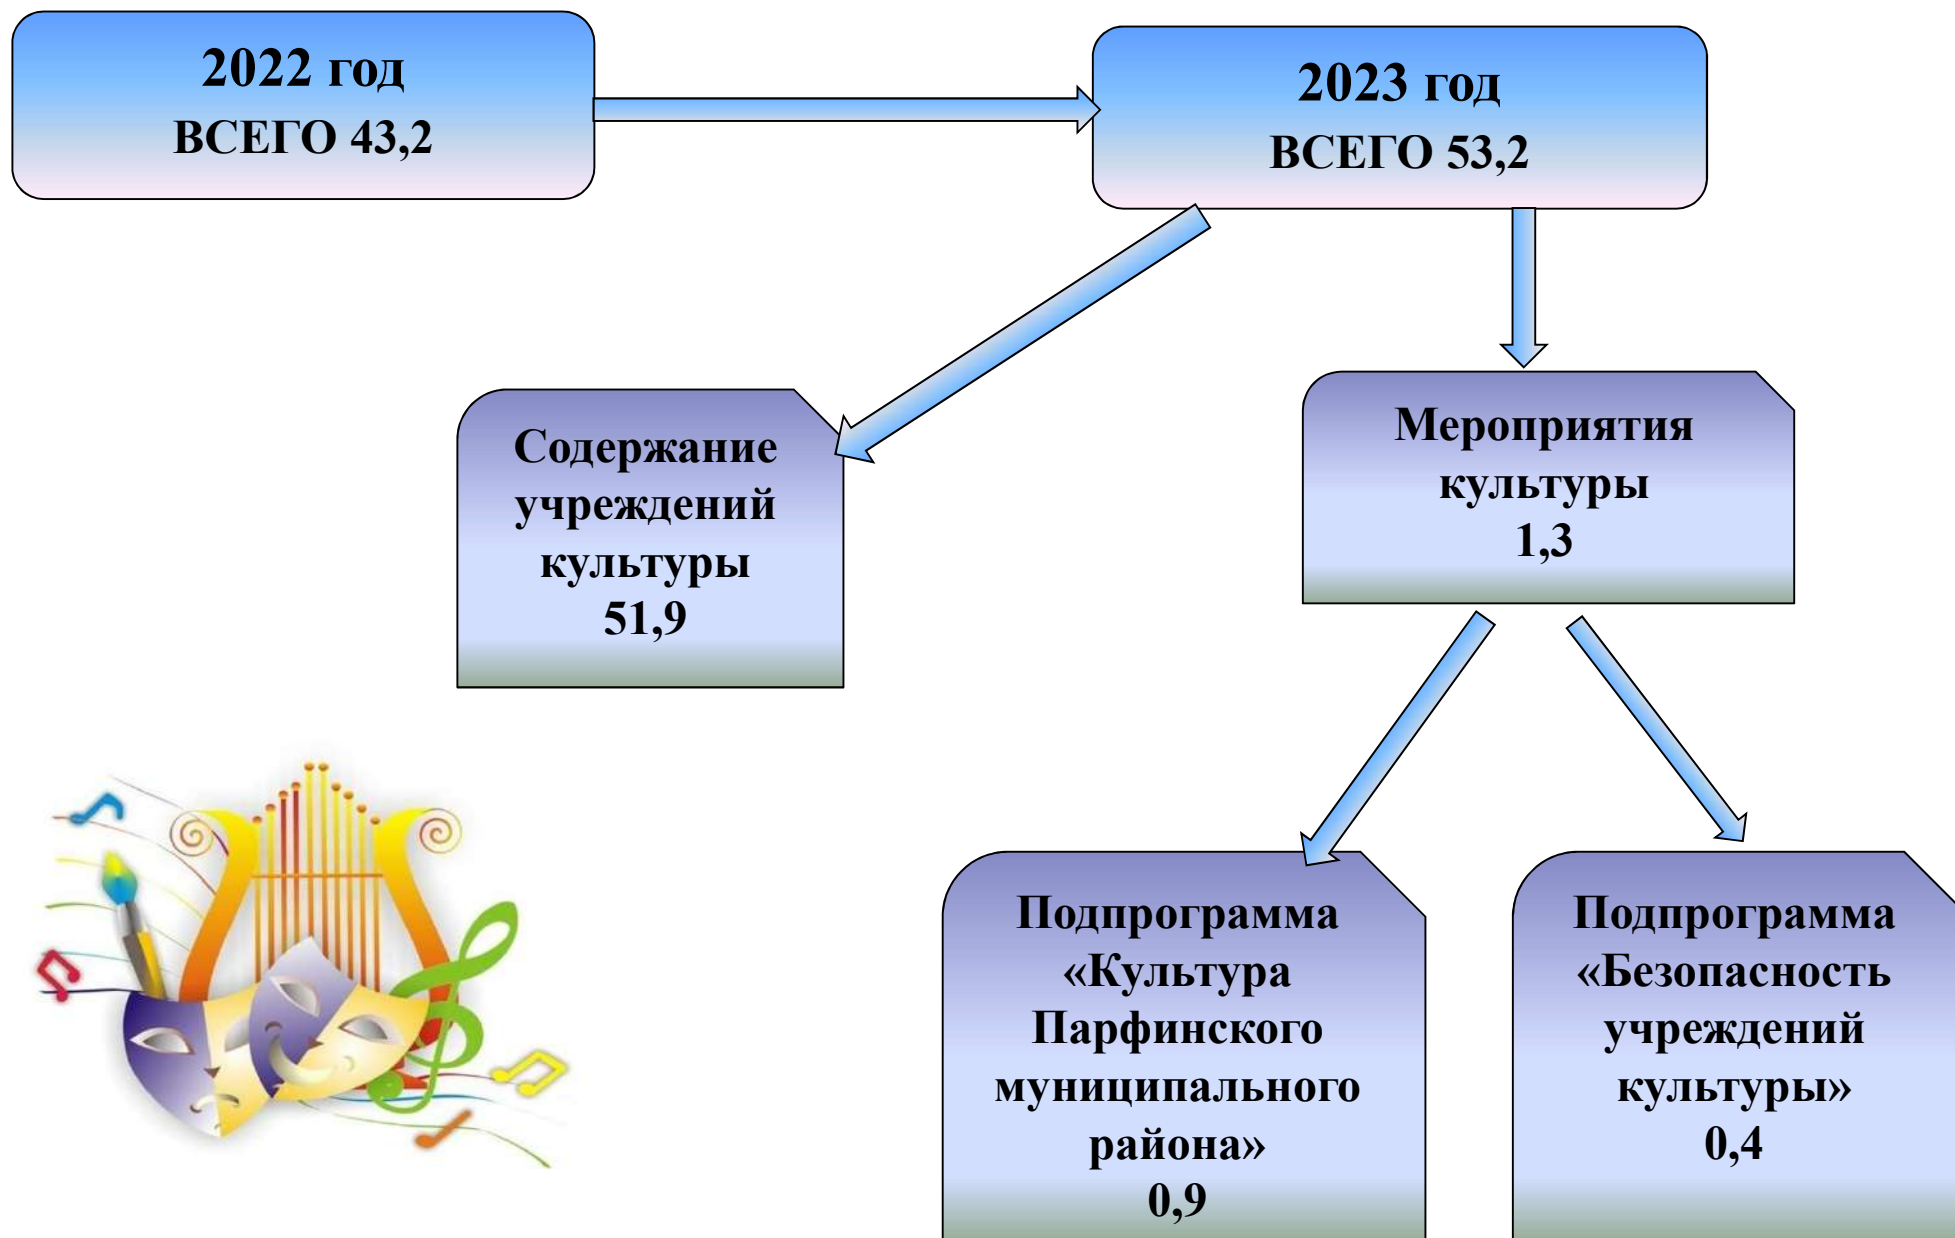 2022 год
ВСЕГО 43,2
2023 год
ВСЕГО 53,2
Содержание
учреждений
культуры
51,9
Мероприятия
культуры
1,3
Подпрограмма
«Культура
Парфинского
муниципального
района»
0,9
Подпрограмма
«Безопасность
учреждений
культуры»
0,4